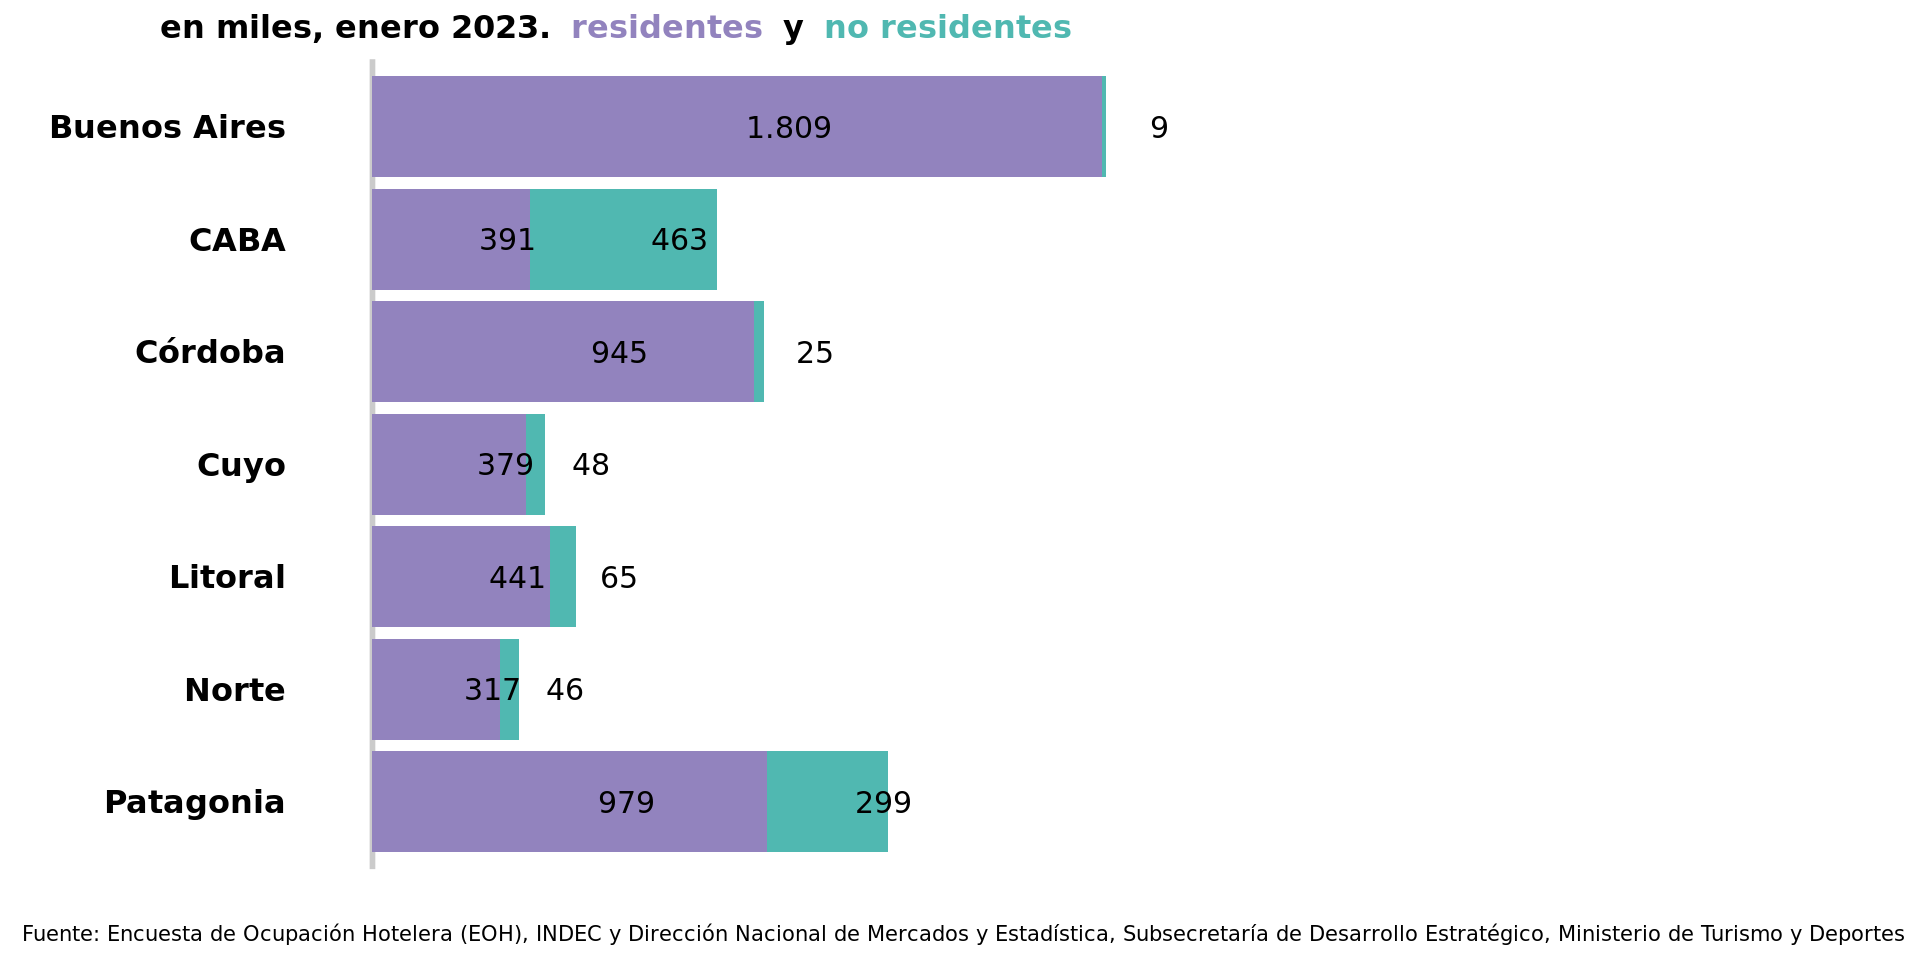 en miles, enero 2023. residentes y no residentes
Buenos Aires 1.809 9
CABA 391 463
Córdoba 945 25
Cuyo 379 48
Litoral 441 65
Norte 317 46
Patagonia 979 299
Fuente: Encuesta de Ocupación Hotelera (EOH), INDEC y Dirección Nacional de Mercados y Estadística, Subsecretaría de Desarrollo Estratégico, Ministerio de Turismo y Deportes